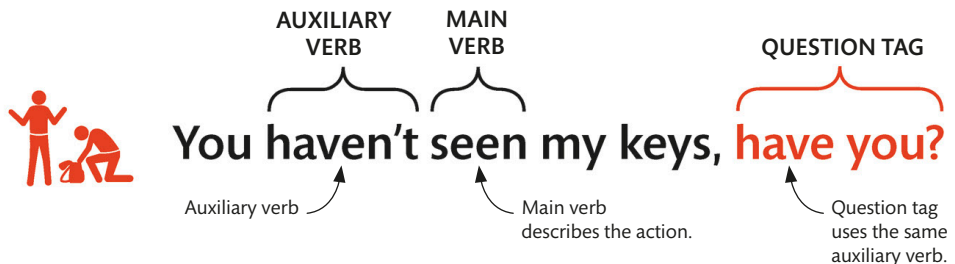 AUXILIARY VERB
MAIN VERB
QUESTION TAG
You haven't seen my keys, have you?
Auxiliary verb
Main verb
describes the action.
Question tag
uses the same
auxiliary verb.